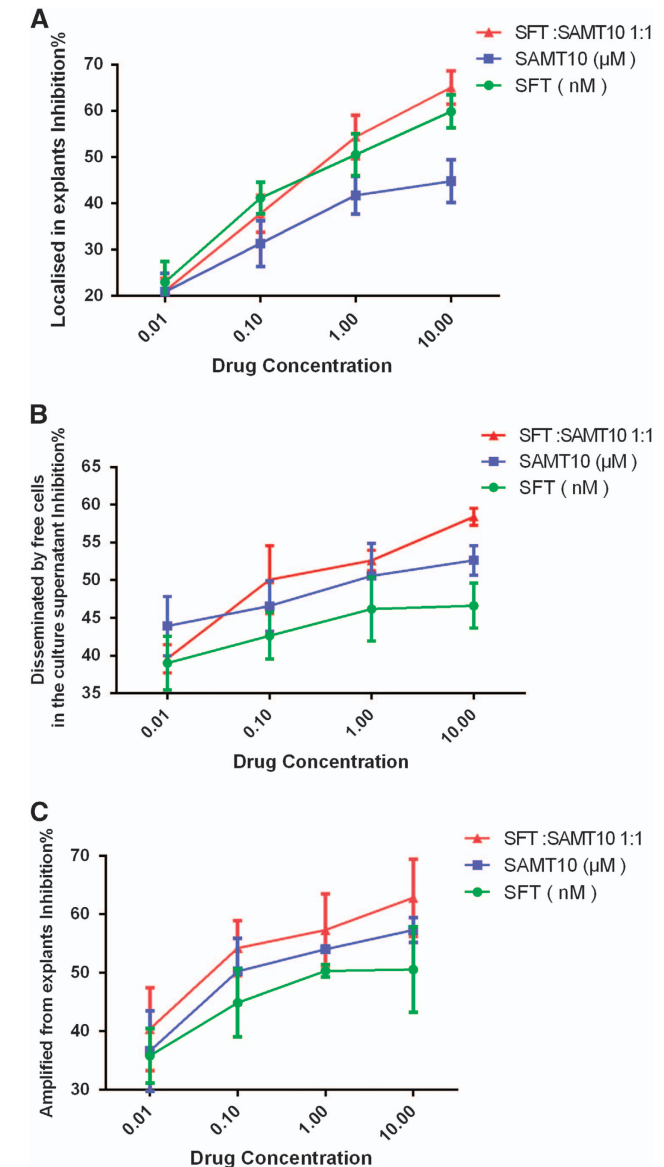 A
SFT :SAMT10 1:1
SAMT10 (µM )
SFT ( nM )
70
60
50
40
30
20
Localised in explants Inhibition%
0.01
0.10
1.00
10.00
Drug Concentration
B
SFT :SAMT10 1:1
SAMT10 (µM )
SFT ( nM )
65
60
55
50
45
40
35
Disseminated by free cells
in the culture supernatant Inhibition%
0.01
0.10
1.00
10.00
Drug Concentration
C
SFT :SAMT10 1:1
SAMT10 (µM )
SFT ( nM )
70
60
50
40
30
Amplified from explants Inhibition%
0.01
0.10
1.00
10.00
Drug Concentration